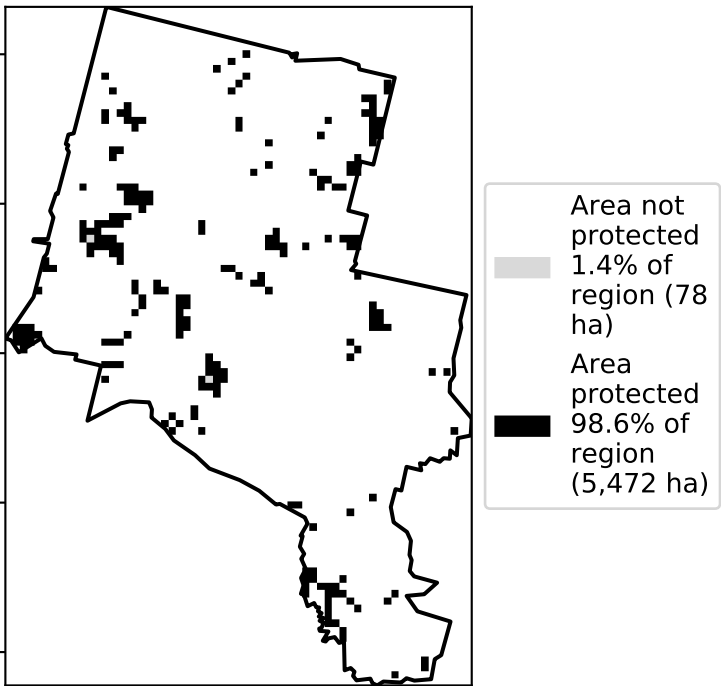 Area not
protected
1.4% of
region (78
ha)
Area
protected
98.6% of
region
(5,472 ha)